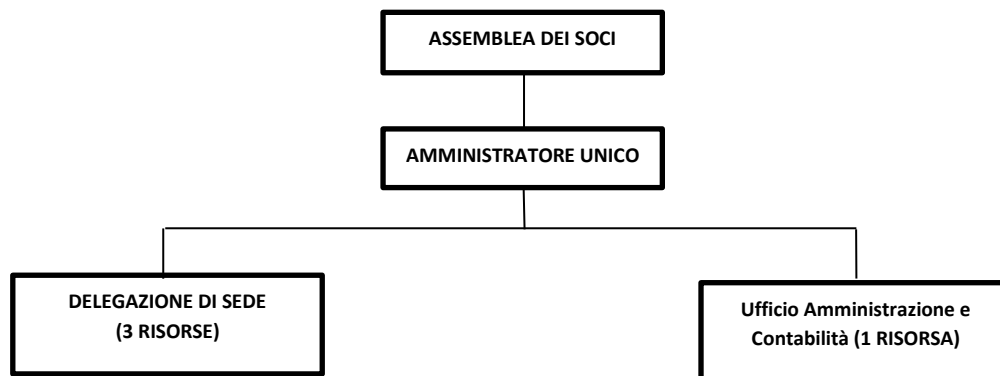 ASSEMBLEA DEI SOCI
AMMINISTRATORE UNICO
DELEGAZIONE DI SEDE
(3 RISORSE)
Ufficio Amministrazione e
Contabilità (1 RISORSA)